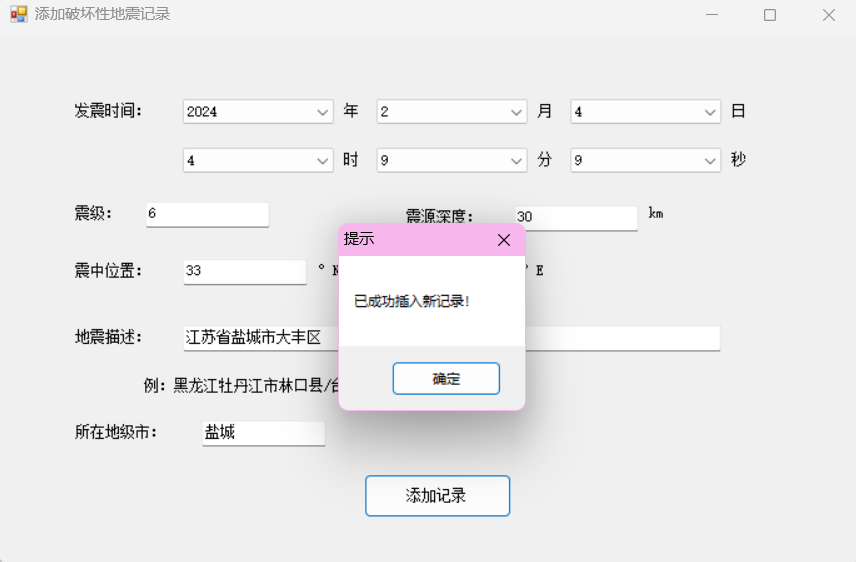 添加破坏性地震记录
发震时间： 2024 年 2 月 4 日
4 时 9 分 9 秒
震级： 6 震源深度： 30 km
提示
震中位置： 33 ° N ° E
已成功插入新记录！
地震描述： 江苏省盐城市大丰区
确定
例：黑龙江牡丹江市林口县/
所在地级市： 盐城
添加记录